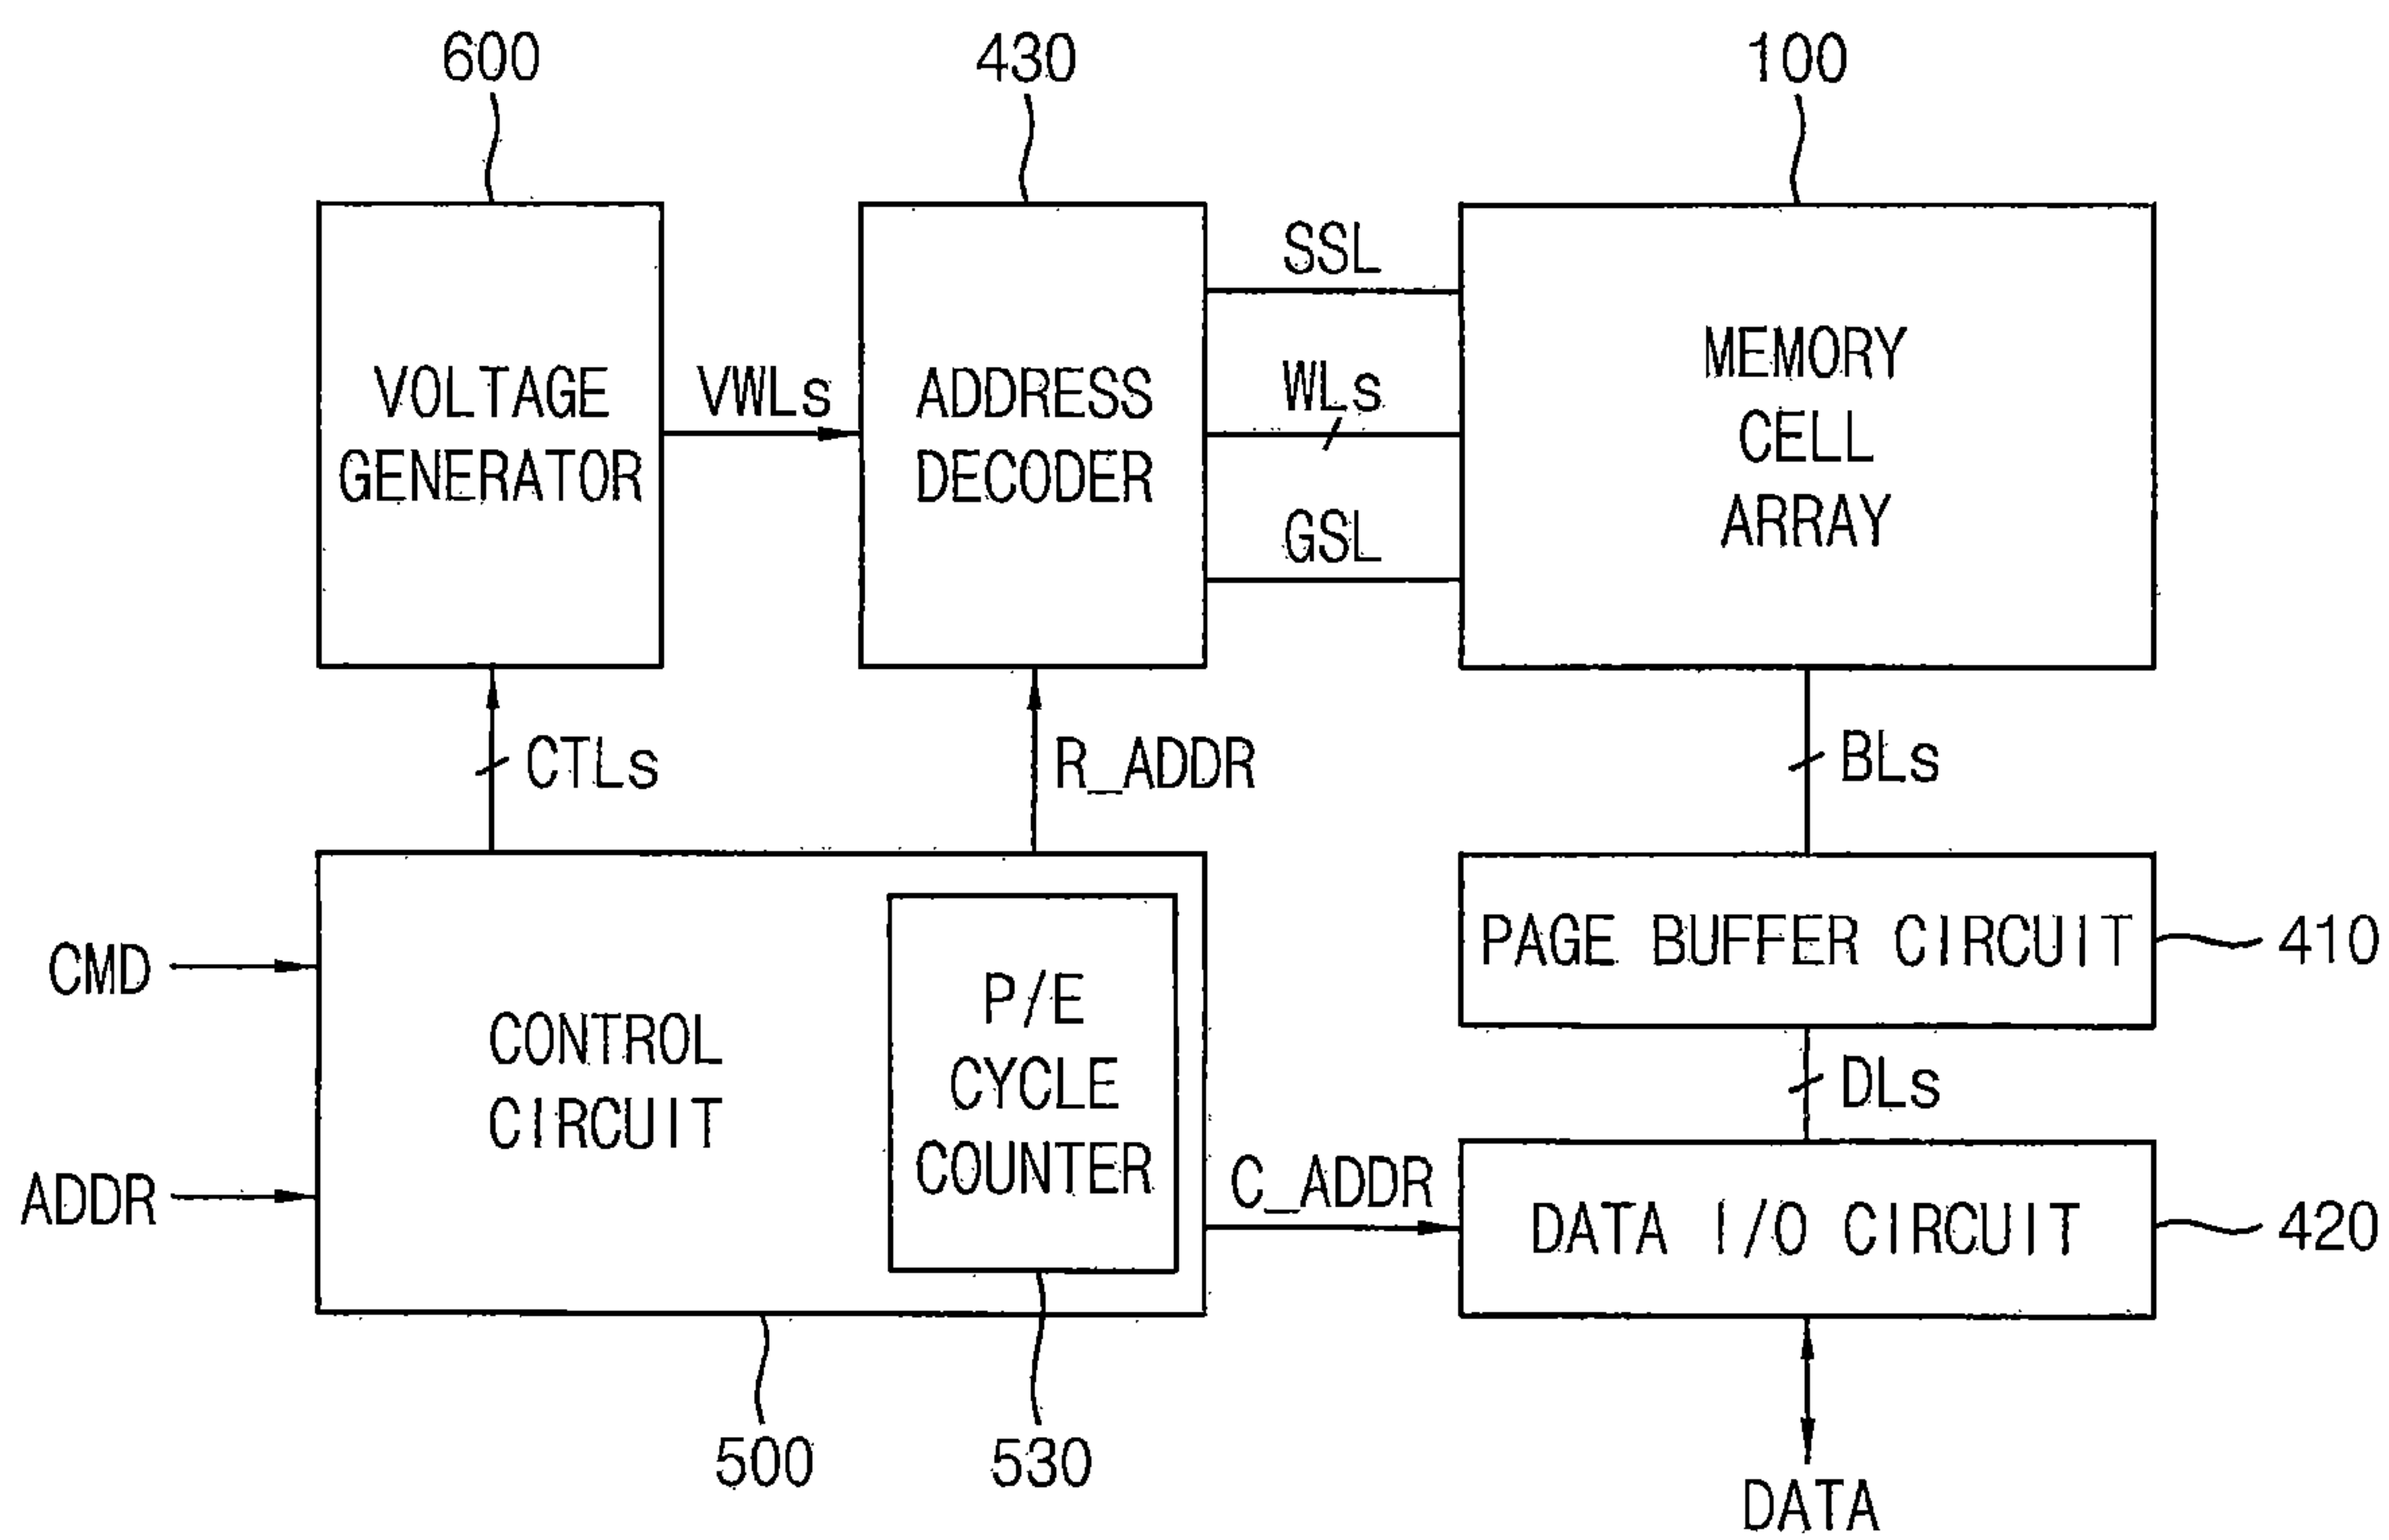 600
430
100
SSL
VOLTAGE
GENERATOR
VWLs
ADDRESS
DECODER
WLs
GSL
MEMORY
CELL
ARRAY
CTLs
R_ADDR
BLs
CMD
ADDR
CONTROL
CIRCUIT
P/E
CYCLE
COUNTER
C_ADDR
PAGE BUFFER CIRCUIT
410
DLs
DATA I/O CIRCUIT
420
500
530
DATA